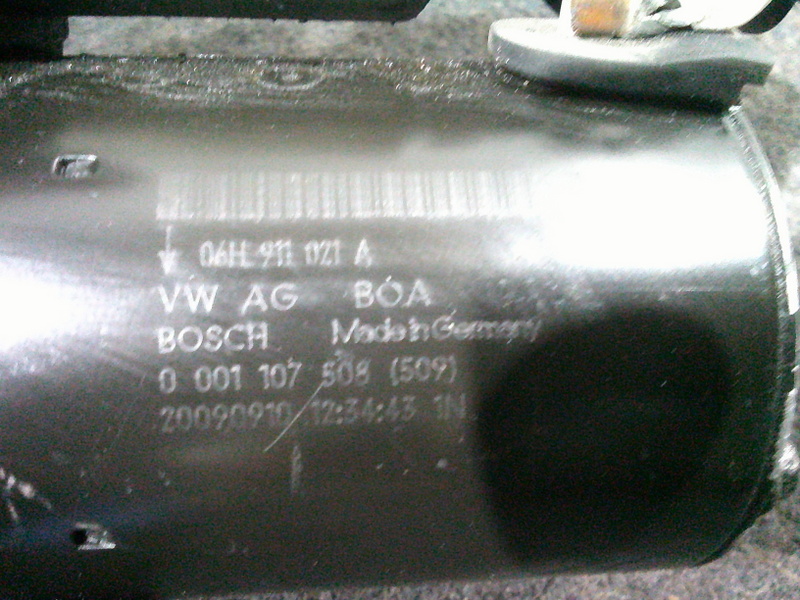 06H 911 021 A
VW AG BOA
BOSCH Made in Germany
0 001 107 508 (509)
20090910 12:34:43 1N